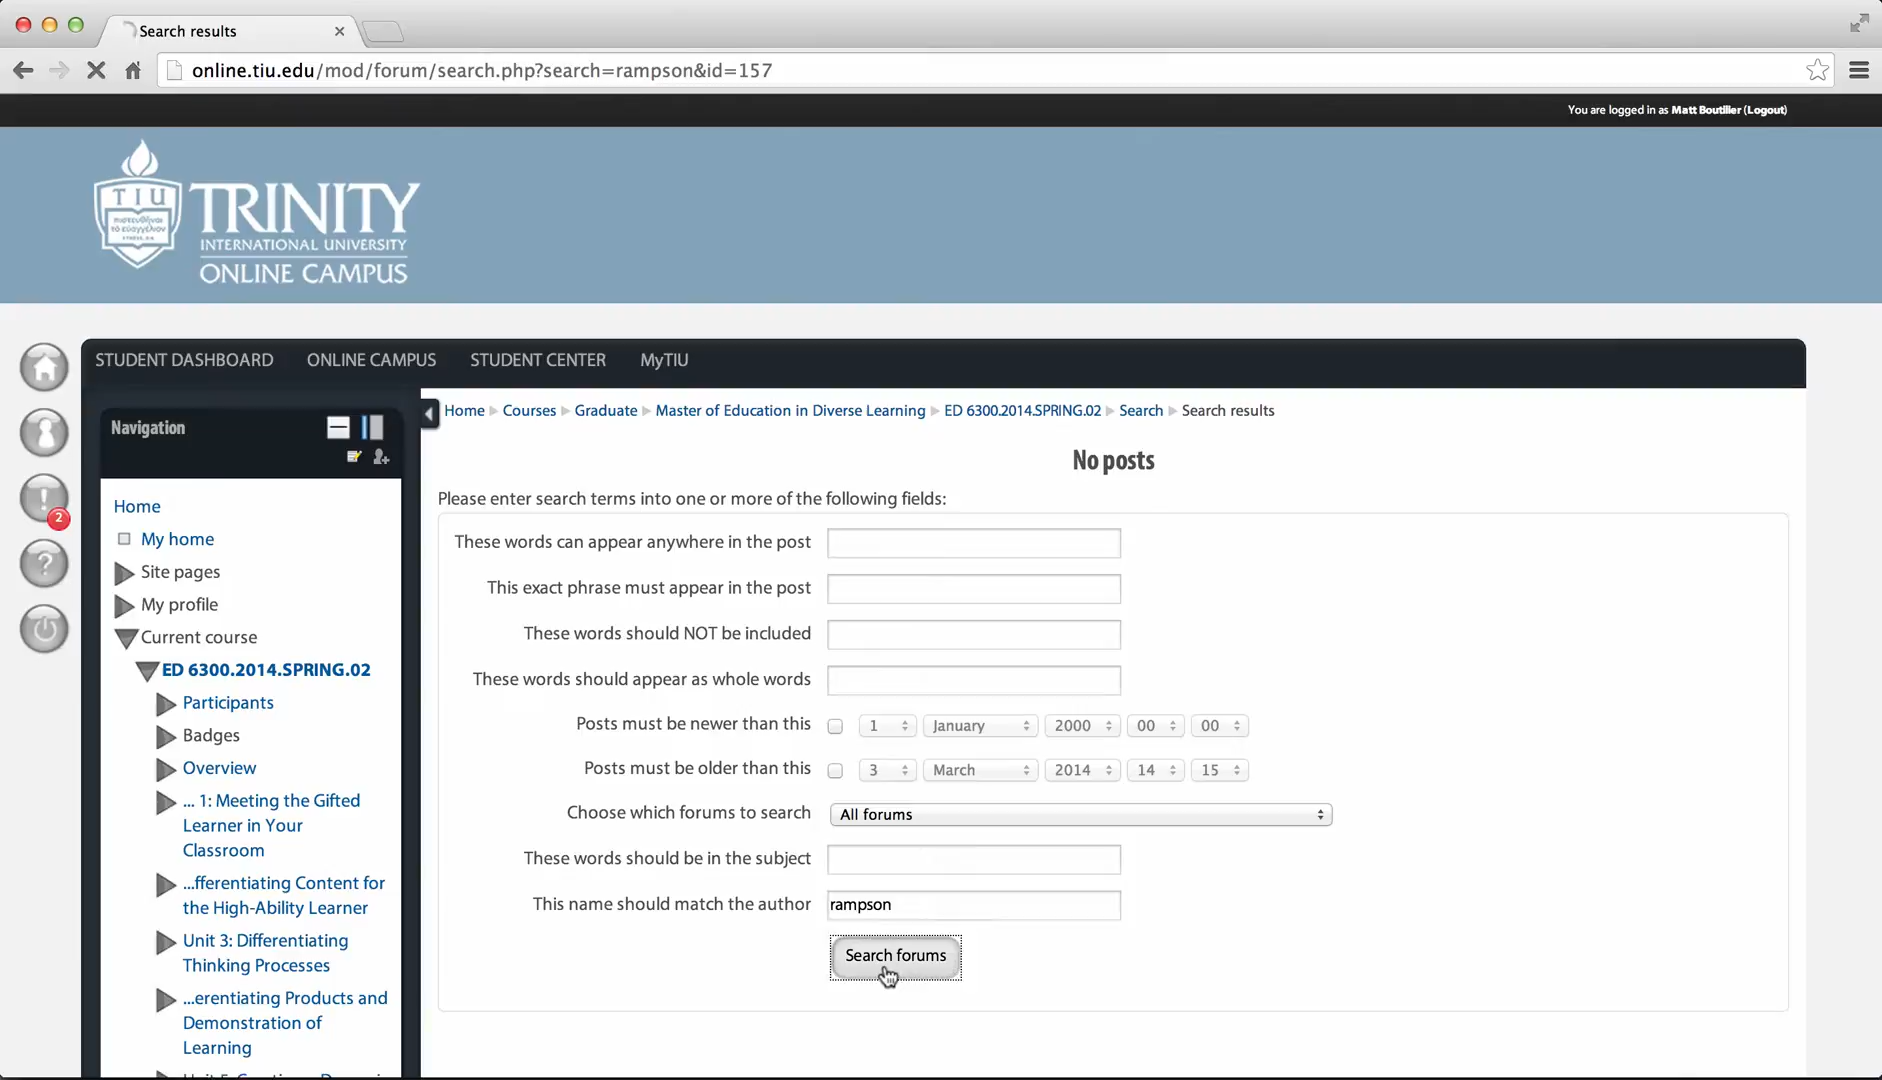 Search results
online.tiu.edu/mod/forum/search.php?search=rampson&id=157
You are logged in as Matt Boutilier (Logout)
TIU
TRINITY
INTERNATIONAL UNIVERSITY
ONLINE CAMPUS
STUDENT DASHBOARD ONLINE CAMPUS STUDENT CENTER MyTIU
Navigation
Home Courses Graduate Master of Education in Diverse Learning ED 6300.2014.SPRING.02 Search Search results
No posts
Please enter search terms into one or more of the following fields:
These words can appear anywhere in the post
This exact phrase must appear in the post
These words should NOT be included
These words should appear as whole words
Posts must be newer than this 1 January 2000 00 00
Posts must be older than this 3 March 2014 14 15
Choose which forums to search All forums
These words should be in the subject
This name should match the author rampson
Search forums
2
Home
My home
Site pages
My profile
Current course
ED 6300.2014.SPRING.02
Participants
Badges
Overview
... 1: Meeting the Gifted
Learner in Your
Classroom
...fferentiating Content for
the High-Ability Learner
Unit 3: Differentiating
Thinking Processes
...erentiating Products and
Demonstration of
Learning